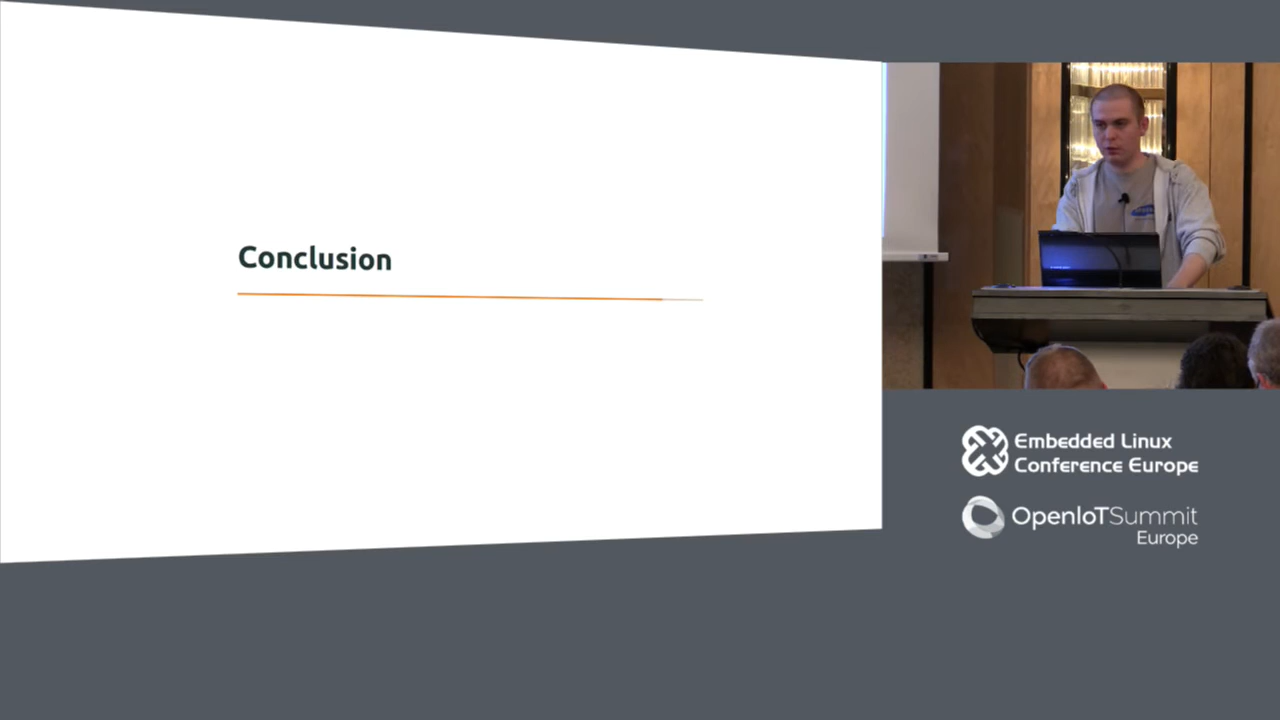 Conclusion
Embedded Linux
Conference Europe
OpenIoTSummit
Europe